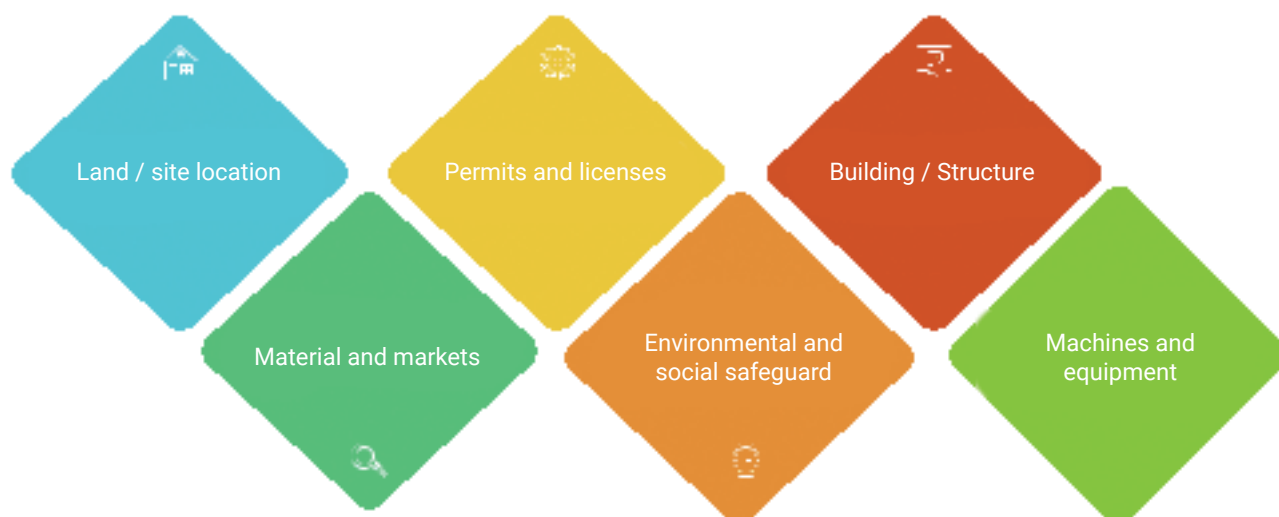 Land / site location
Permits and licenses
Building / Structure
Material and markets
Environmental and
social safeguard
Machines and
equipment